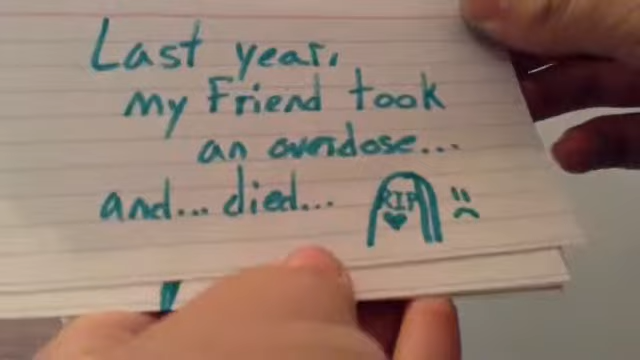 Last year,
my Friend took
an overdose...
and... died...
RIP